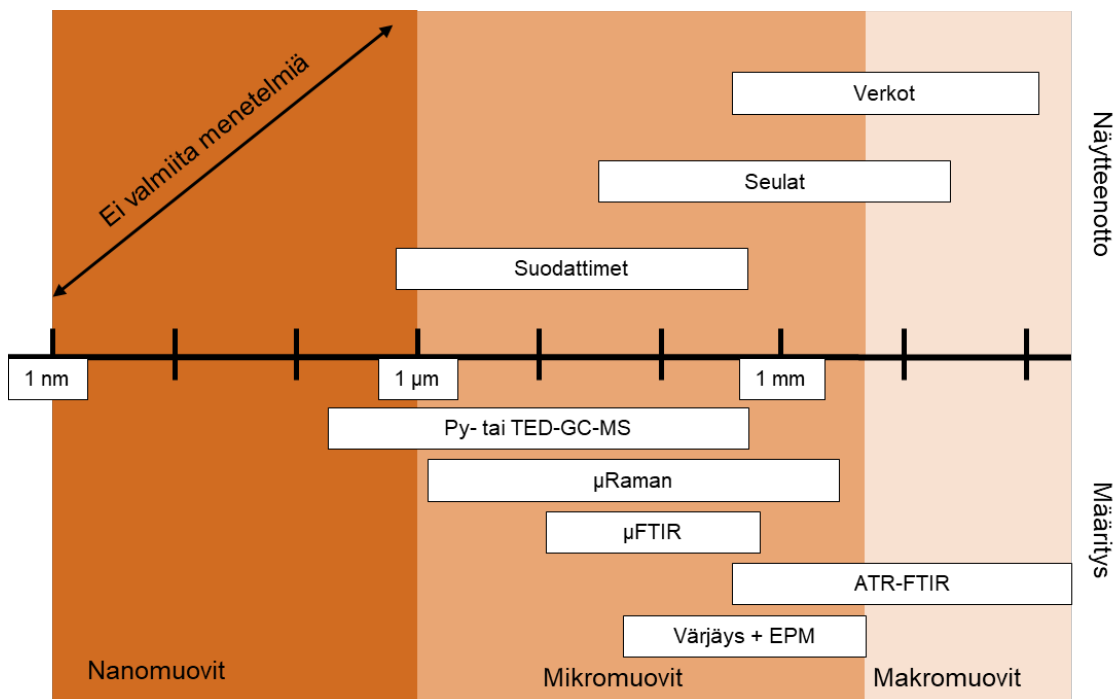 Ei valmiita menetelmiä
Verkot
Seulat
Suodattimet
Näytteenotto
1 nm
1 µm
1 mm
Py- tai TED-GC-MS
µRaman
µFTIR
ATR-FTIR
Värjäys + EPM
Määritys
Nanomuovit
Mikromuovit
Makromuovit